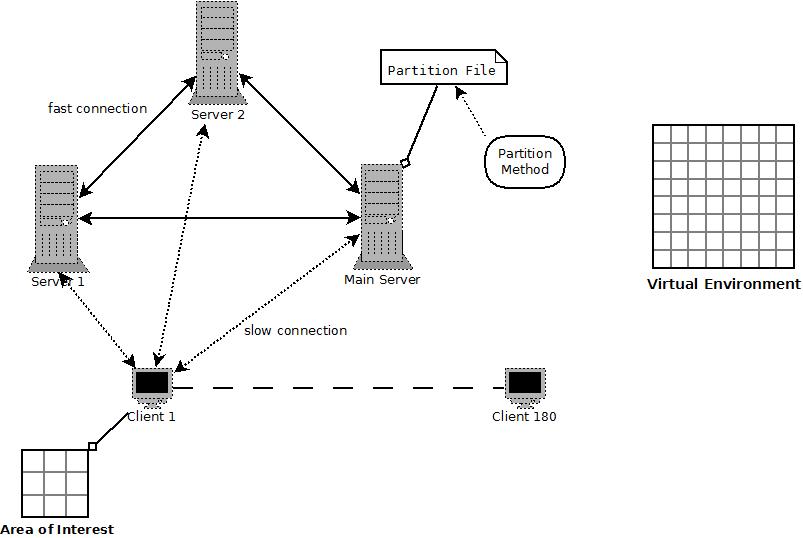 Server 2
fast connection
Partition File
Partition
Method
Server 1
Main Server
Virtual Environment
slow connection
Client 1
Client 180
Area of Interest